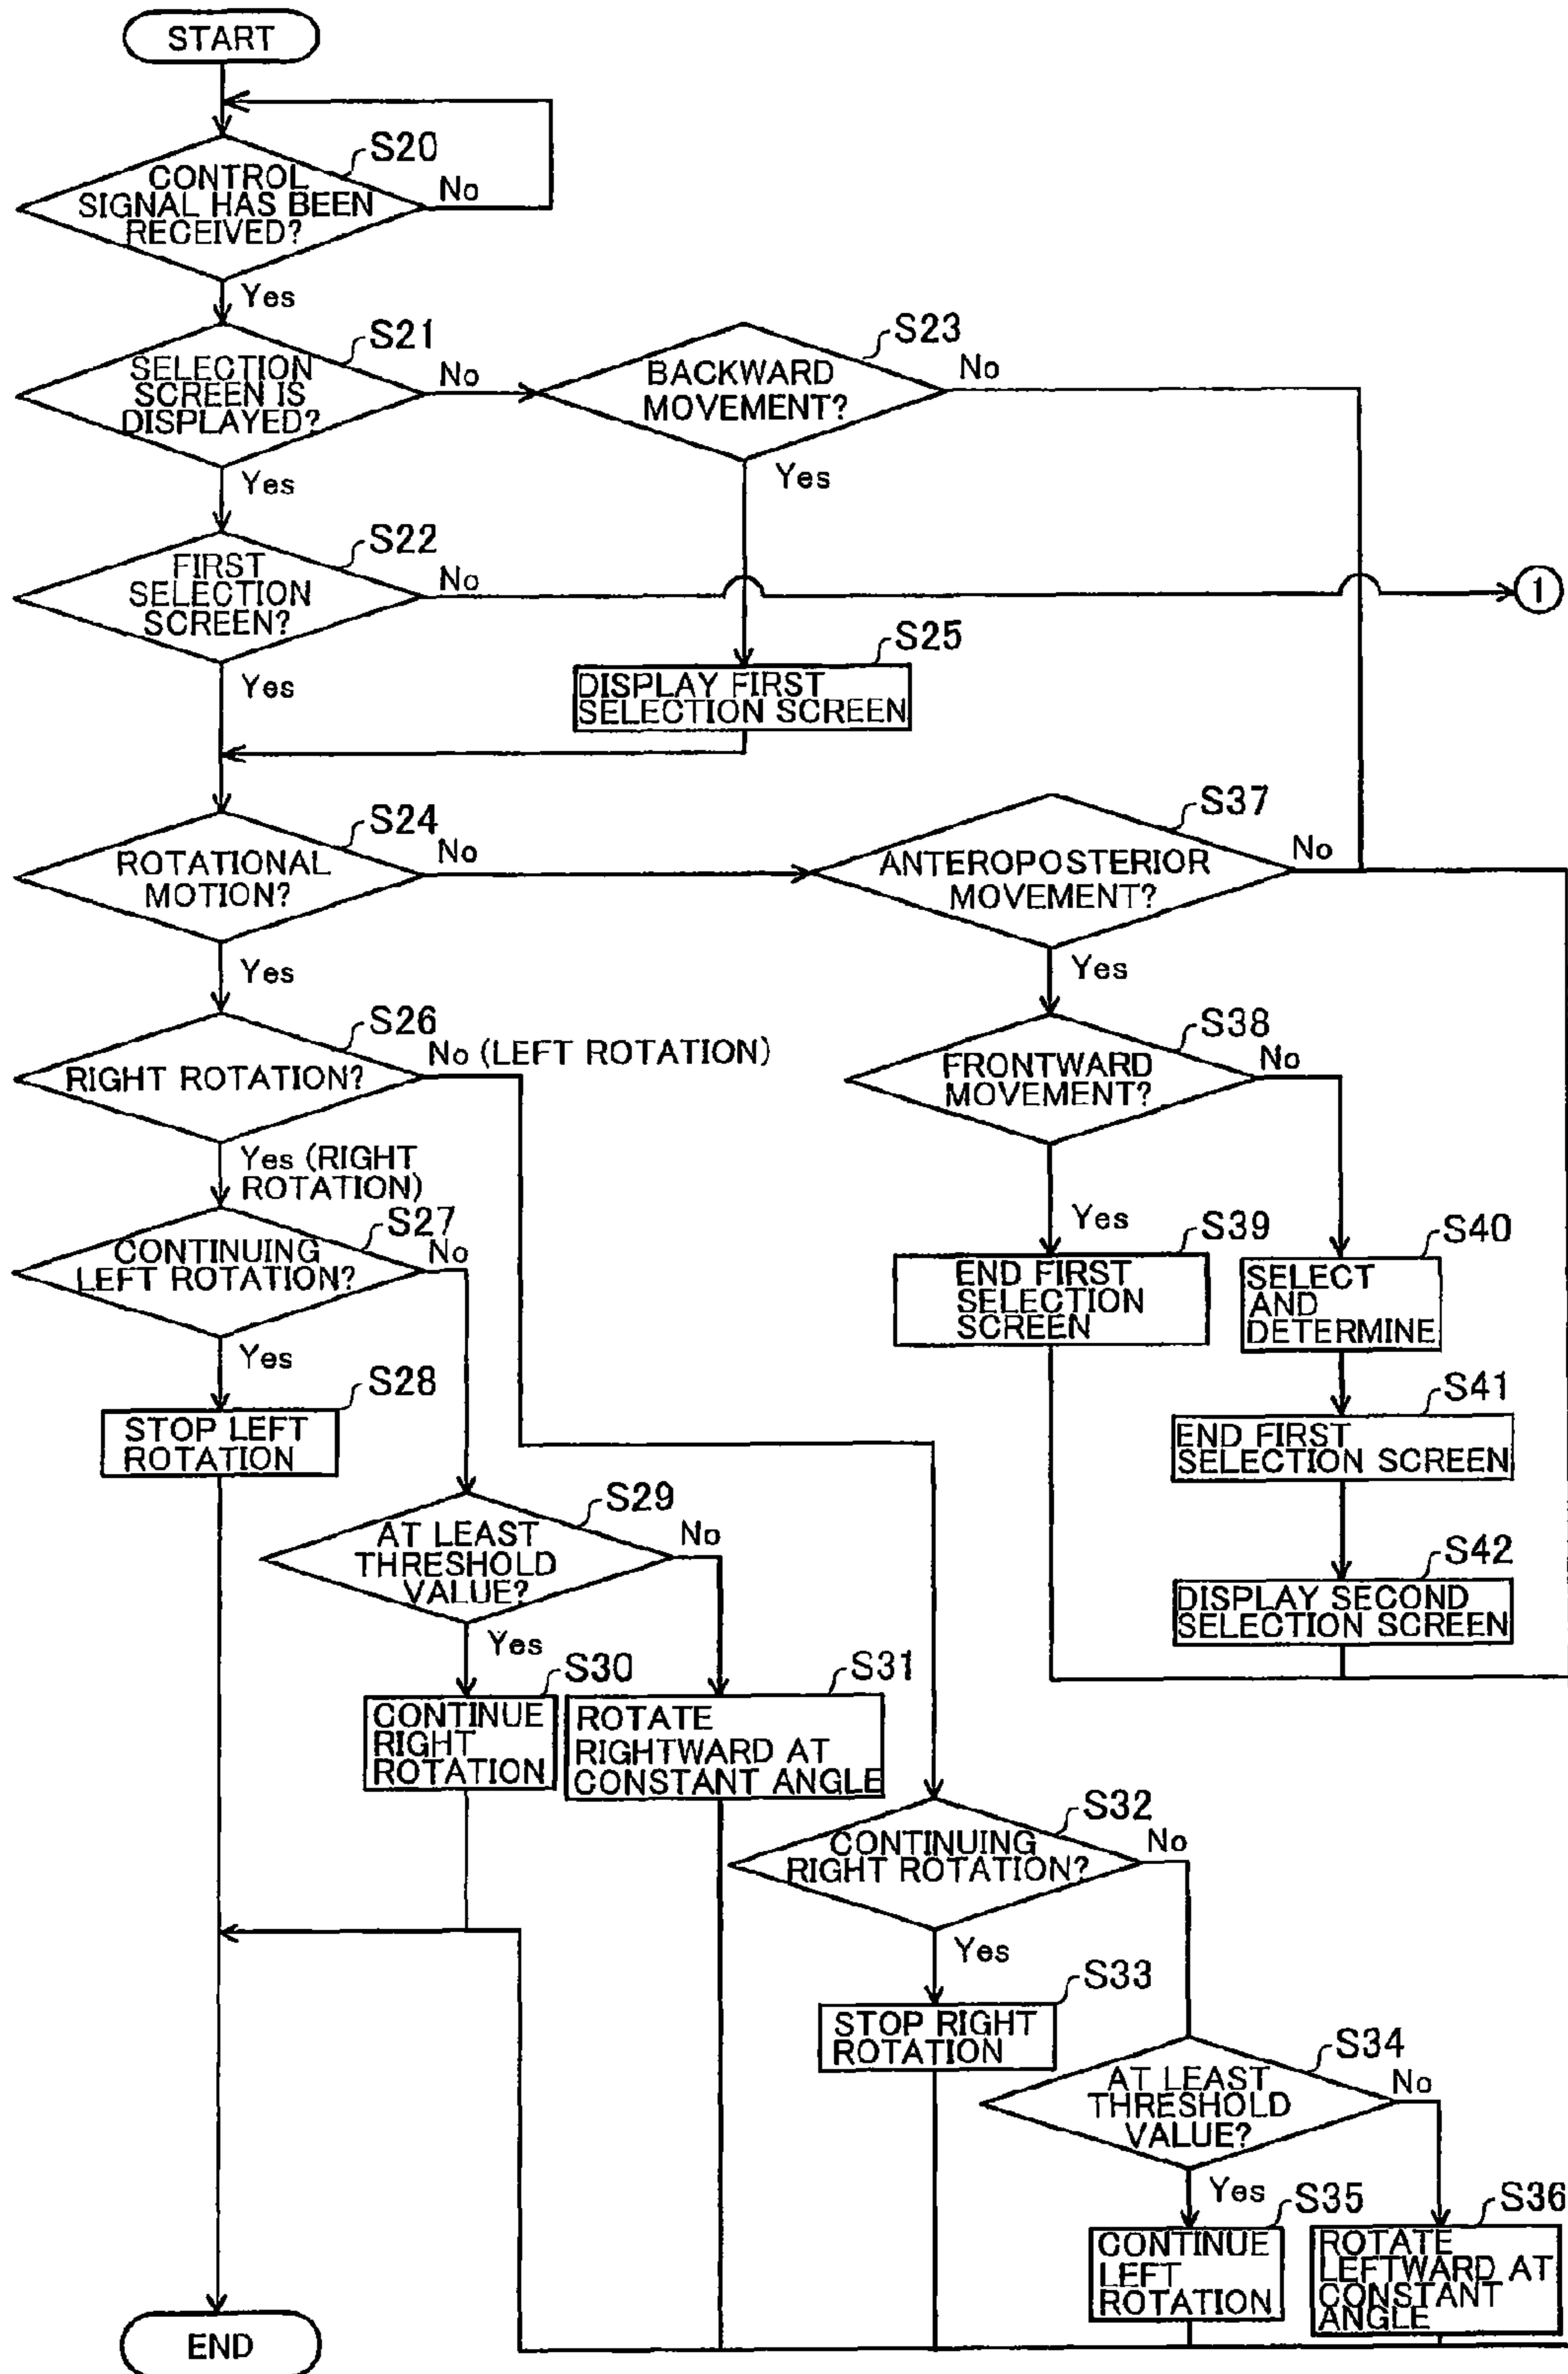 START
S20
CONTROL
SIGNAL HAS BEEN
RECEIVED?
No
Yes
S21
SELECTION
SCREEN IS
DISPLAYED?
No
Yes
S23
BACKWARD
MOVEMENT?
No
Yes
S22
FIRST
SELECTION
SCREEN?
No
Yes
1
S25
DISPLAY FIRST
SELECTION SCREEN
S24
ROTATIONAL
MOTION?
No
Yes
S37
ANTEROPOSTERIOR
MOVEMENT?
No
Yes
S26
RIGHT ROTATION?
No (LEFT ROTATION)
Yes (RIGHT
ROTATION)
S38
FRONTWARD
MOVEMENT?
No
Yes
S27
CONTINUING
LEFT ROTATION?
No
Yes
S39
END FIRST
SELECTION
SCREEN
S40
SELECT
AND
DETERMINE
S28
STOP LEFT
ROTATION
S41
END FIRST
SELECTION SCREEN
S29
AT LEAST
THRESHOLD
VALUE?
No
Yes
S42
DISPLAY SECOND
SELECTION SCREEN
S30
CONTINUE
RIGHT
ROTATION
S31
ROTATE
RIGHTWARD AT
CONSTANT ANGLE
S32
CONTINUING
RIGHT ROTATION?
No
Yes
S33
STOP RIGHT
ROTATION
S34
AT LEAST
THRESHOLD
VALUE?
No
Yes
S35
CONTINUE
LEFT
ROTATION
S36
ROTATE
LEFTWARD AT
CONSTANT
ANGLE
END